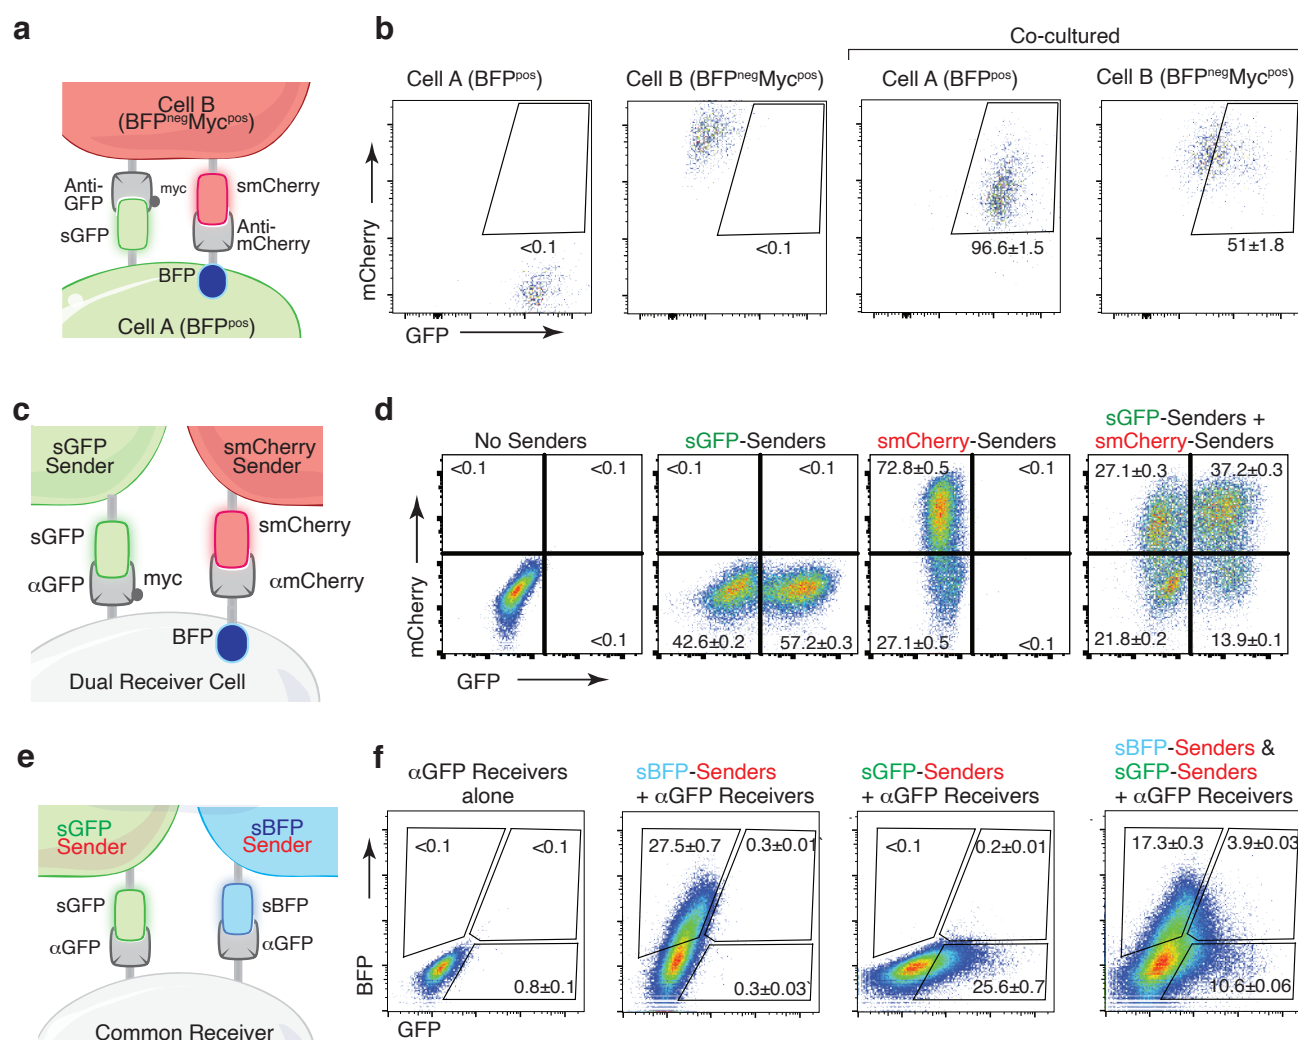 a
Cell B
(BFPnegMycpos)
Anti-
GFP
myc
smCherry
sGFP
Anti-
mCherry
BFP
Cell A (BFPpos)
b
Co-cultured
Cell A (BFPpos)
Cell B (BFPnegMycpos)
Cell A (BFPpos)
Cell B (BFPnegMycpos)
mCherry
<0.1
<0.1
96.6±1.5
51±1.8
GFP
c
sGFP
Sender
smCherry
Sender
sGFP
smCherry
αGFP
myc
αmCherry
BFP
Dual Receiver Cell
d
No Senders
sGFP-Senders
smCherry-Senders
sGFP-Senders +
smCherry-Senders
mCherry
<0.1
<0.1
<0.1
<0.1
<0.1
42.6±0.2
57.2±0.3
72.8±0.5
<0.1
27.1±0.5
<0.1
27.1±0.3
37.2±0.3
21.8±0.2
13.9±0.1
GFP
e
sGFP
Sender
sBFP
Sender
sGFP
sBFP
αGFP
αGFP
Common Receiver
f
αGFP Receivers
alone
sBFP-Senders
+ αGFP Receivers
sGFP-Senders
+ αGFP Receivers
sBFP-Senders &
sGFP-Senders
+ αGFP Receivers
BFP
<0.1
<0.1
0.8±0.1
27.5±0.7
0.3±0.01
0.3±0.03
<0.1
0.2±0.01
25.6±0.7
17.3±0.3
3.9±0.03
10.6±0.06
GFP